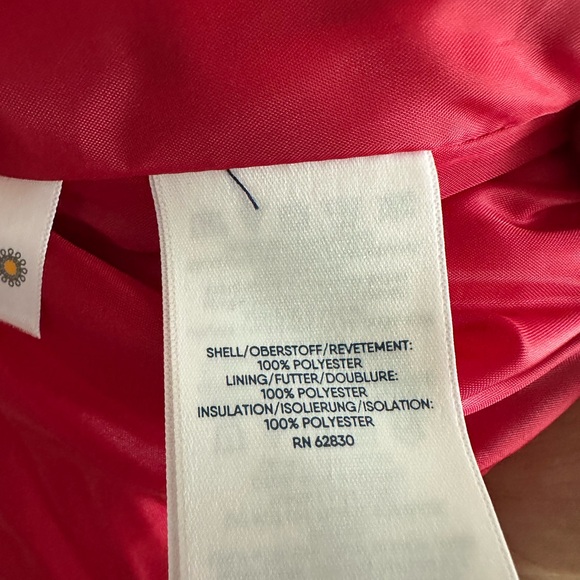 SHELL/OBERSTOFF/REVETEMENT:
100% POLYESTER
LINING/FUTTER/DOUBLURE:
100% POLYESTER
INSULATION/ISOLIERUNG/ISOLATION:
100% POLYESTER
RN 62830